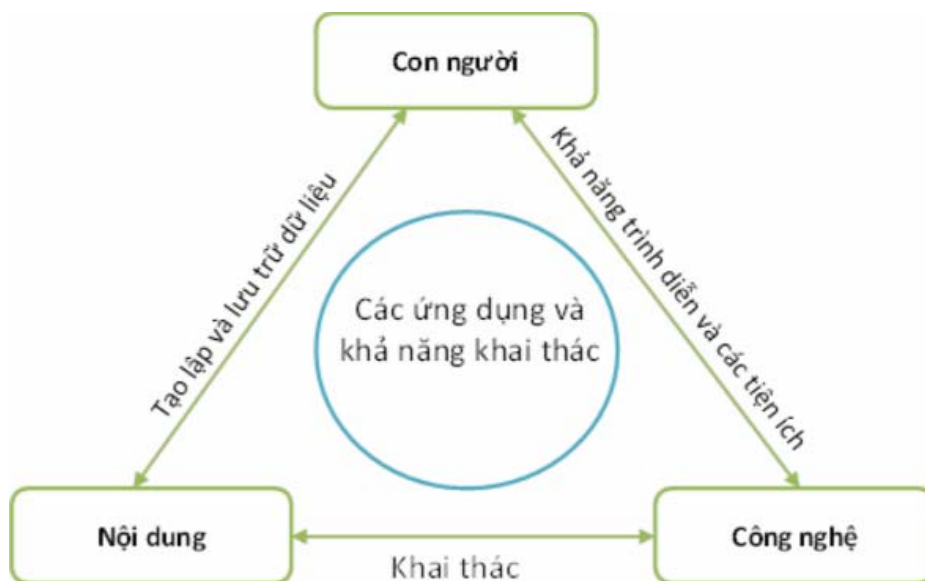 Con người
Tạo lập và lưu trữ dữ liệu
Khả năng trình diễn và các tiện ích
Các ứng dụng và
khả năng khai thác
Nội dung
Khai thác
Công nghệ